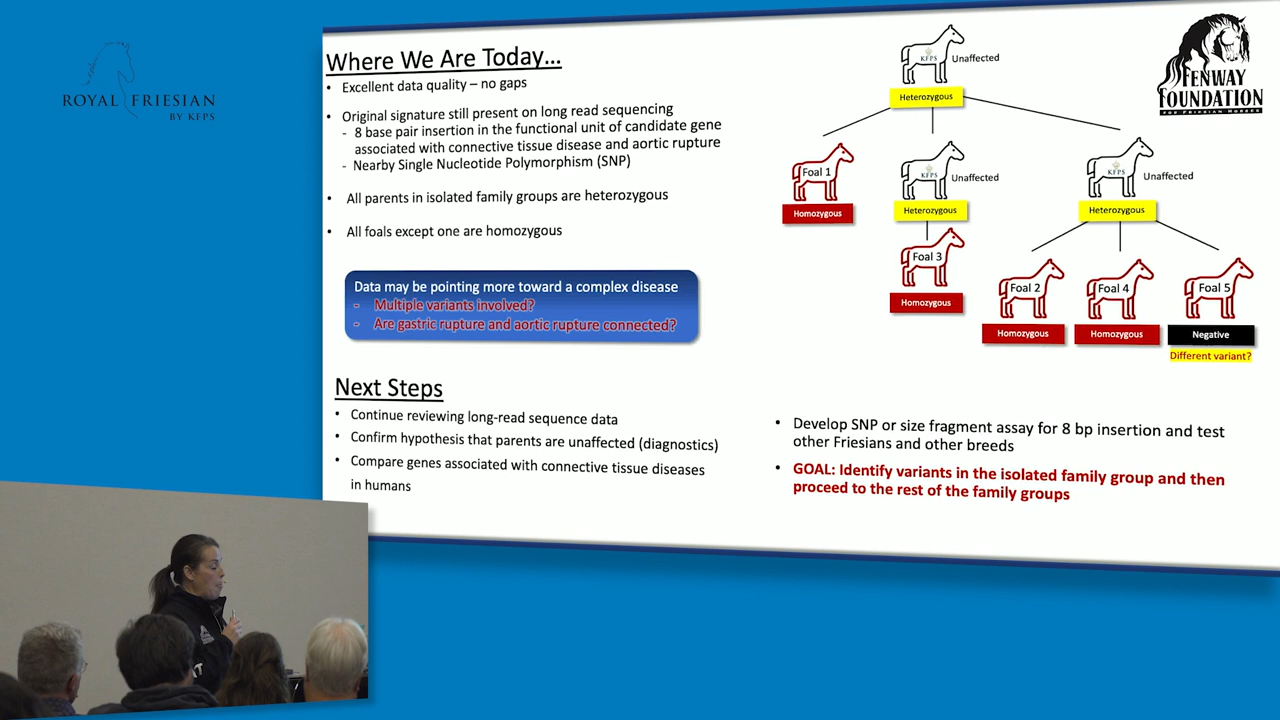 ROYAL FRIESIAN
BY KFPS
Where We Are Today...
• Excellent data quality – no gaps
• Original signature still present on long read sequencing
- 8 base pair insertion in the functional unit of candidate gene
associated with connective tissue disease and aortic rupture
- Nearby Single Nucleotide Polymorphism (SNP)
• All parents in isolated family groups are heterozygous
• All foals except one are homozygous
Data may be pointing more toward a complex disease
- Multiple variants involved?
- Are gastric rupture and aortic rupture connected?
Next Steps
• Continue reviewing long-read sequence data
• Confirm hypothesis that parents are unaffected (diagnostics)
• Compare genes associated with connective tissue diseases
in humans
KFPS
Unaffected
Heterozygous
FENWAY
FOUNDATION
FOR FRIESIAN HORSES
Foal 1
Homozygous
KFPS
Unaffected
Heterozygous
KFPS
Unaffected
Heterozygous
Foal 3
Homozygous
Foal 2
Homozygous
Foal 4
Homozygous
Foal 5
Negative
Different variant?
• Develop SNP or size fragment assay for 8 bp insertion and test
other Friesians and other breeds
• GOAL: Identify variants in the isolated family group and then
proceed to the rest of the family groups